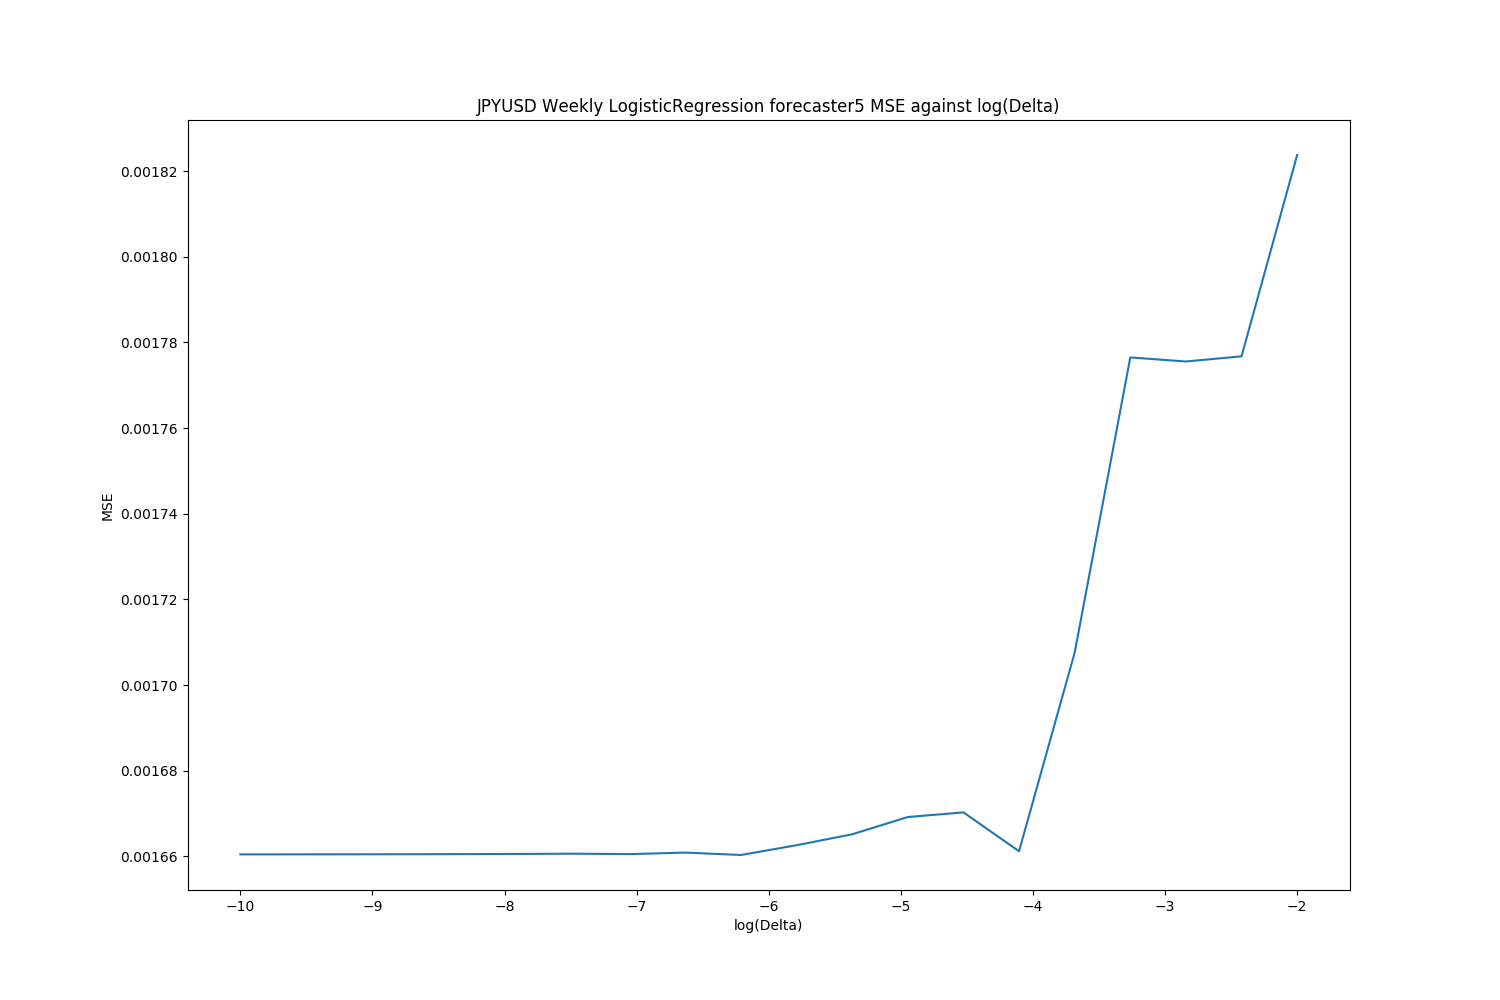 JPYUSD Weekly LogisticRegression forecaster5 MSE against log(Delta)
0.00182
0.00180
0.00178
0.00176
0.00174
0.00172
0.00170
0.00168
0.00166
MSE
−10 −9 −8 −7 −6 −5 −4 −3 −2
log(Delta)